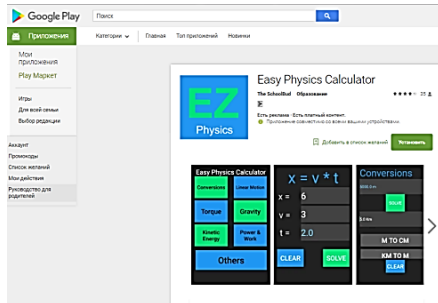 Google Play
Поиск
Приложения
Категории
Главная
Топ приложений
Новинки
Мои
приложения
Play Маркет
Игры
Для всей семьи
Выбор редакции
Аккаунт
Промокоды
Список желаний
Мои действия
Руководство для
родителей
Easy Physics Calculator
The Schoolbal Образование
25
Есть реклама · Есть платный контент.
Приложение совместимо со всеми вашими устройствами.
Добавить в список желаний
Установить
EZ
Physics
Easy Physics Calculator
Conversions
Linear Motion
Torque
Gravity
Kinetic
Energy
Power &
Work
Others
x = v * t
x = 6
v = 3
t = 2.0
CLEAR
SOLVE
Conversions
SOLVE
M TO CM
KM TO M
CLEAR